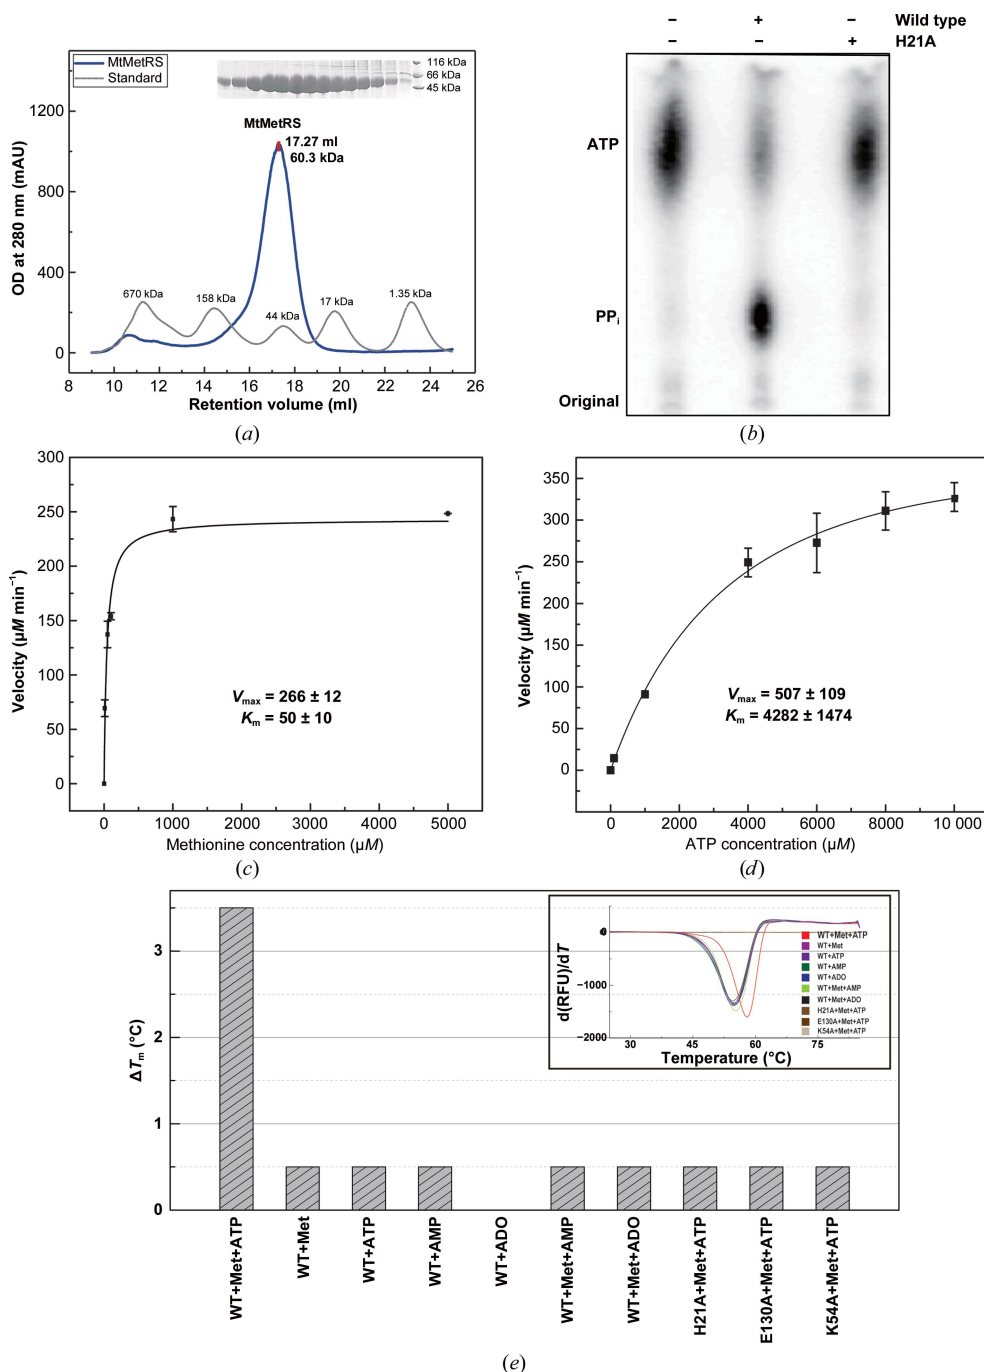 – + – Wild type
– – + H21A
MtMetRS
Standard
116 kDa
66 kDa
45 kDa
MtMetRS
17.27 ml
60.3 kDa
670 kDa
158 kDa
44 kDa
17 kDa
1.35 kDa
OD at 280 nm (mAU)
1200
800
400
0
8 10 12 14 16 18 20 22 24 26
Retention volume (ml)
(a)
ATP
PPi
Original
(b)
Velocity (µM min−1)
300
250
200
150
100
50
0
Vmax = 266 ± 12
Km = 50 ± 10
0 1000 2000 3000 4000 5000
Methionine concentration (µM)
(c)
Velocity (µM min−1)
350
300
250
200
150
100
50
0
Vmax = 507 ± 109
Km = 4282 ± 1474
0 2000 4000 6000 8000 10 000
ATP concentration (µM)
(d)
ΔTm (°C)
3
2
1
0
d(RFU)/dT
0
−1000
−2000
30 45 60 75
Temperature (°C)
WT+Met+ATP
WT+Met
WT+ATP
WT+AMP
WT+ADO
WT+Met+AMP
WT+Met+ADO
H21A+Met+ATP
E130A+Met+ATP
K54A+Met+ATP
WT+Met+ATP
WT+Met
WT+ATP
WT+AMP
WT+ADO
WT+Met+AMP
WT+Met+ADO
H21A+Met+ATP
E130A+Met+ATP
K54A+Met+ATP
(e)